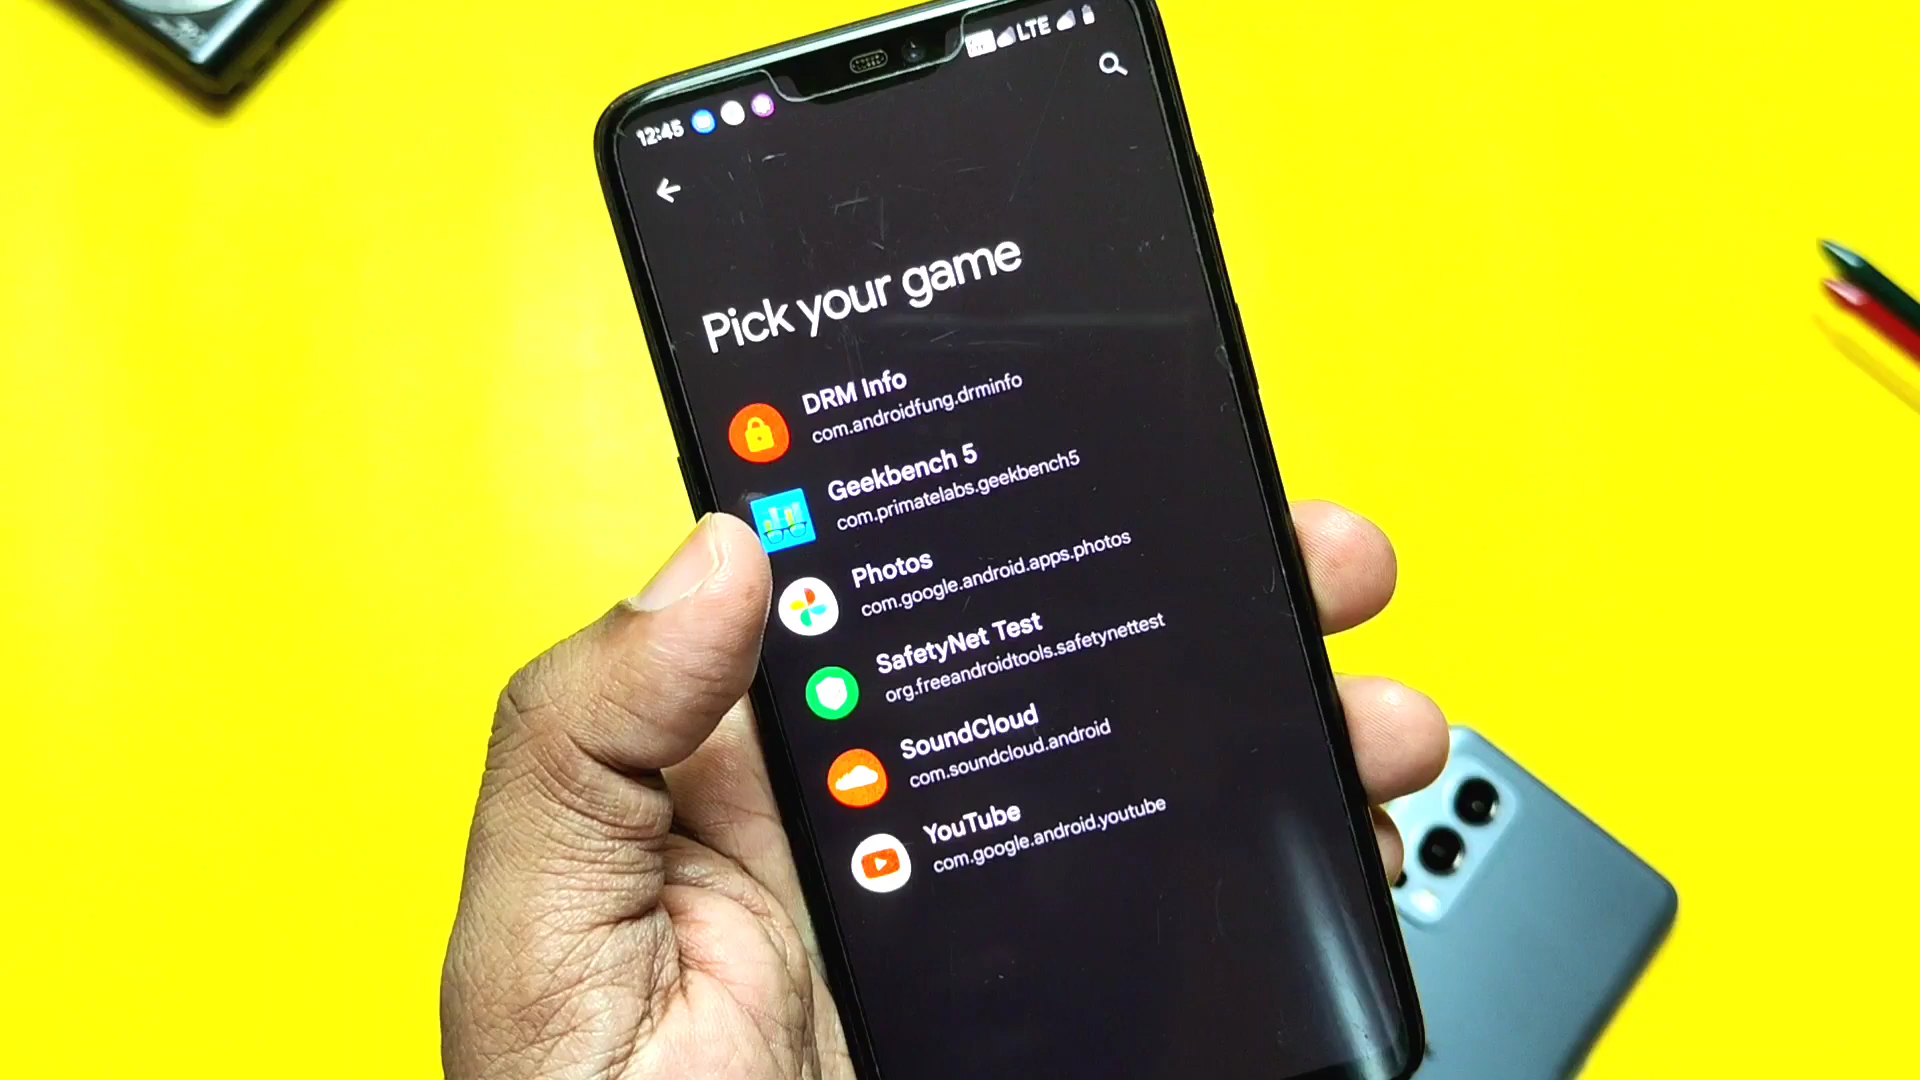 12:45
LTE
Pick your game
DRM Info
com.androidfung.drminfo
Geekbench 5
com.primatelabs.geekbench5
Photos
com.google.android.apps.photos
SafetyNet Test
org.freeandroidtools.safetynettest
SoundCloud
com.soundcloud.android
YouTube
com.google.android.youtube